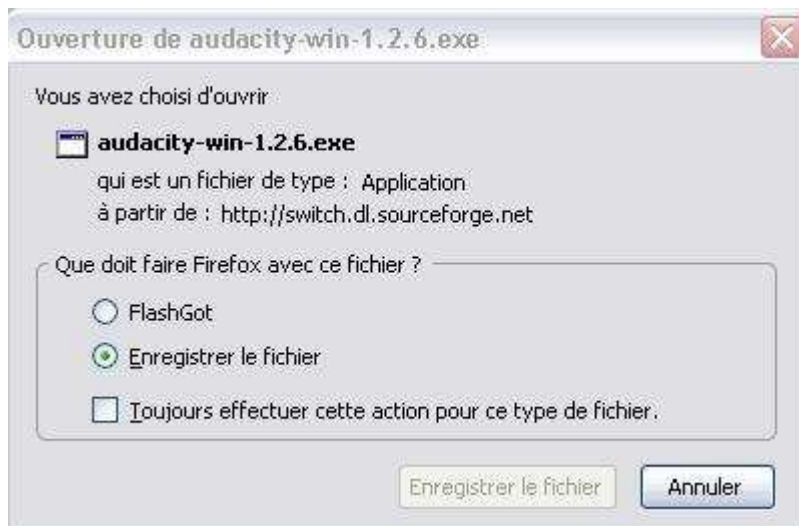 Ouverture de audacity-win-1.2.6.exe
Vous avez choisi d'ouvrir
audacity-win-1.2.6.exe
qui est un fichier de type : Application
à partir de : http://switch.dl.sourceforge.net
Que doit faire Firefox avec ce fichier ?
FlashGot
Enregistrer le fichier
Toujours effectuer cette action pour ce type de fichier.
Enregistrer le fichier
Annuler